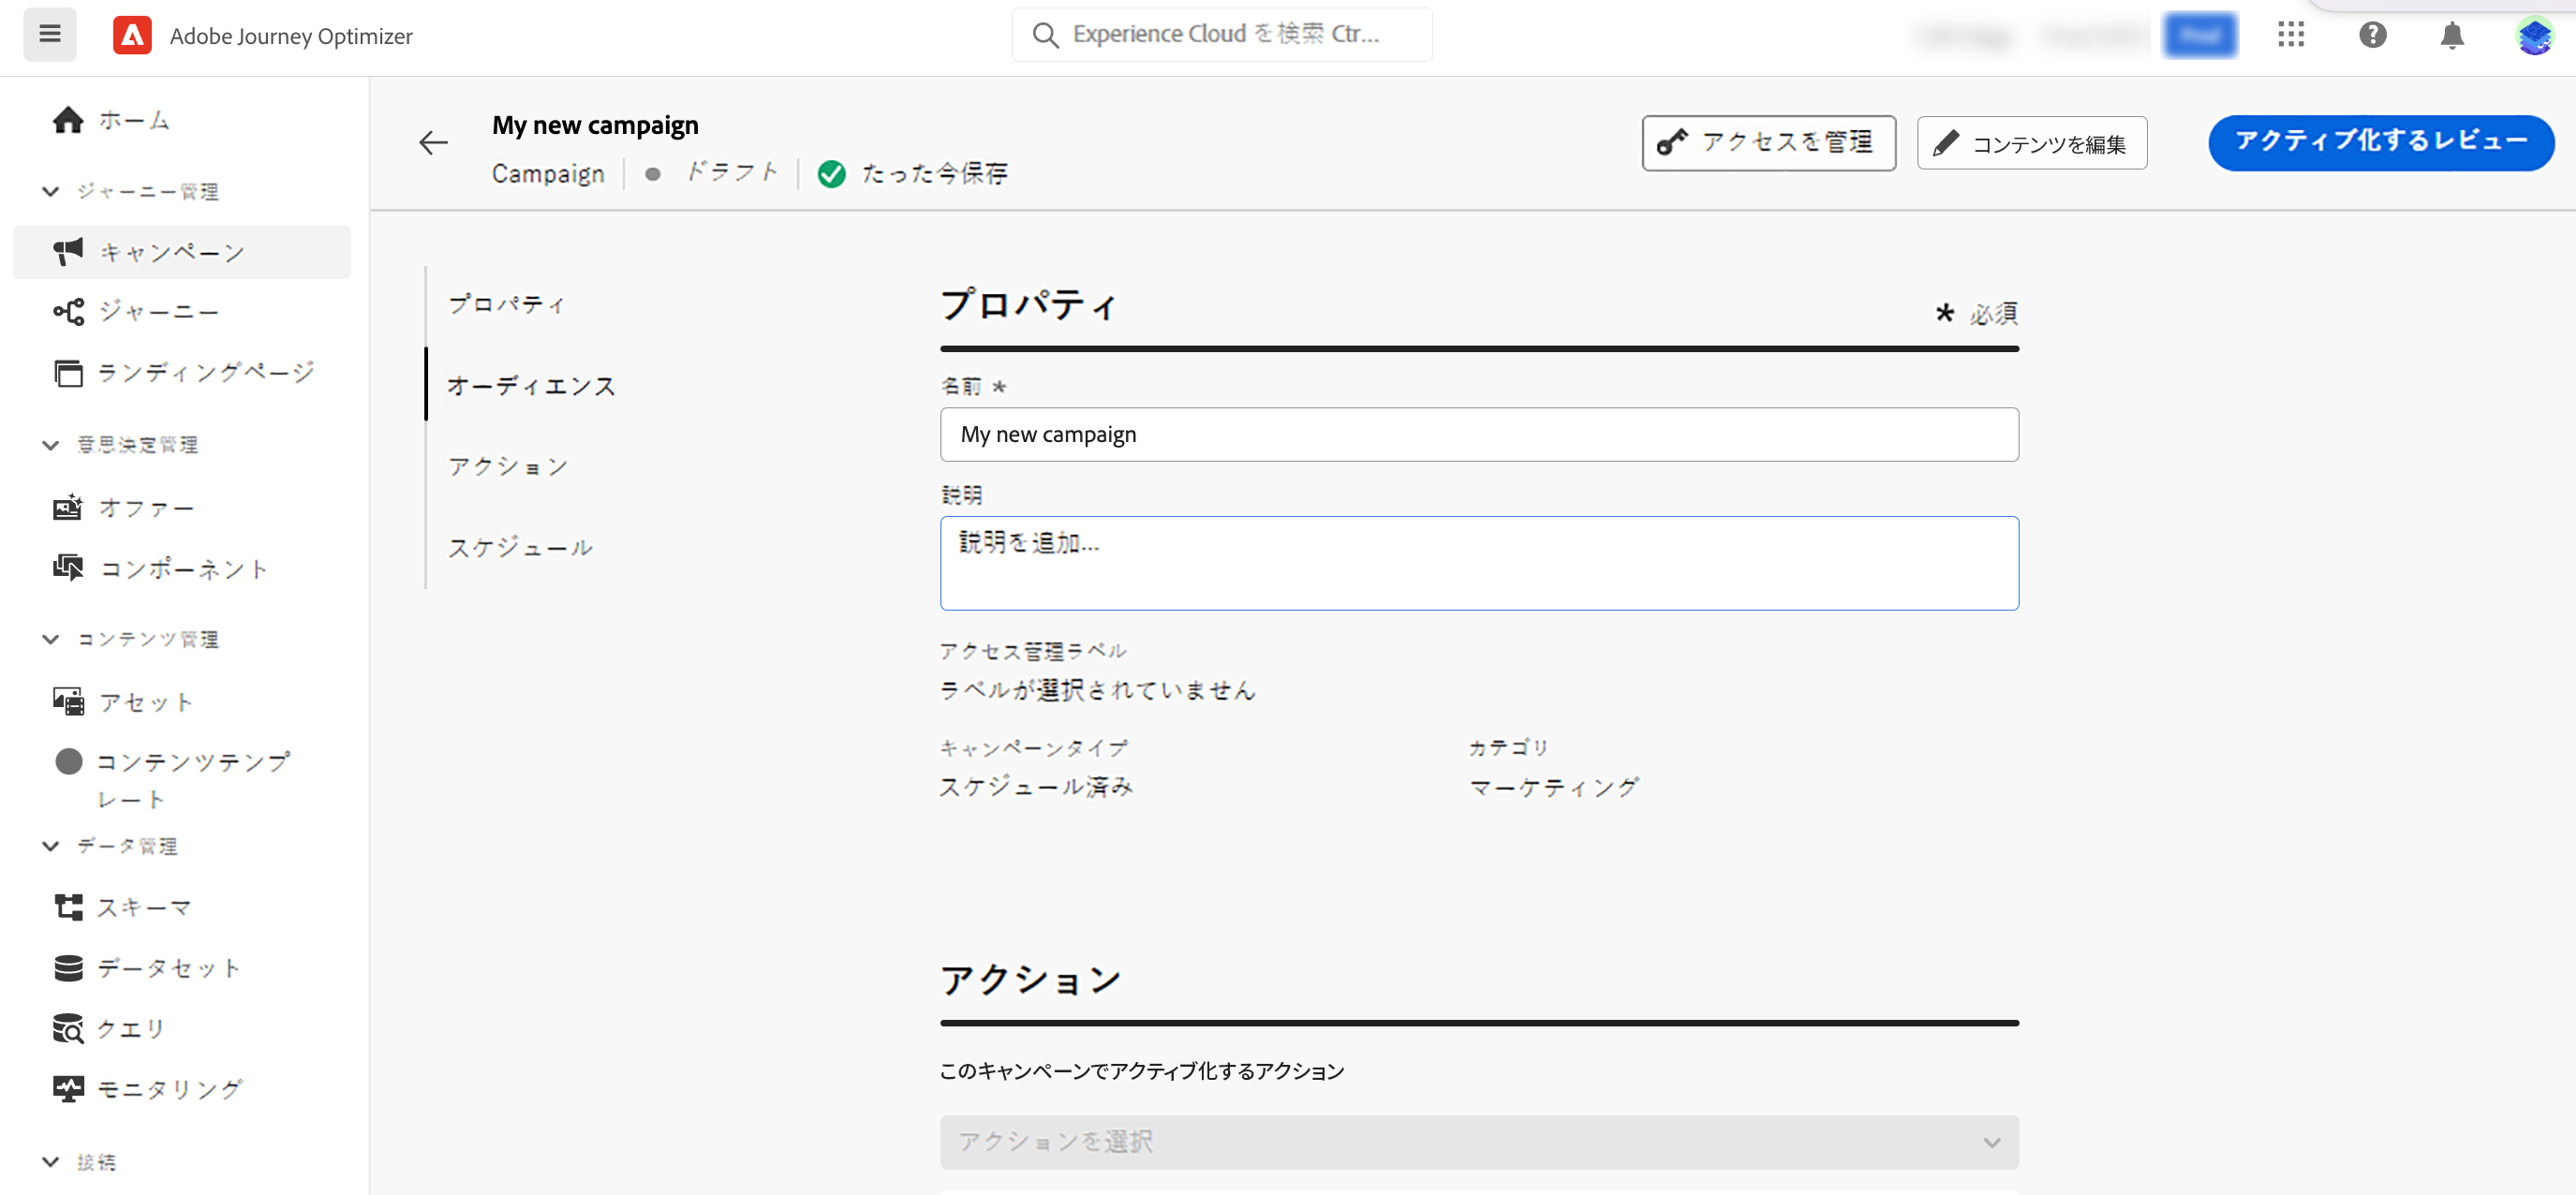 Adobe Journey Optimizer
Experience Cloud を検索 Ctr...
ホーム
ジャーニー管理
キャンペーン
ジャーニー
ランディングページ
意思決定管理
オファー
コンポーネント
コンテンツ管理
アセット
コンテンツテンプ
レート
データ管理
スキーマ
データセット
クエリ
モニタリング
接続
My new campaign
Campaign ドラフト たった今保存
アクセスを管理
コンテンツを編集
アクティブ化するレビュー
プロパティ
オーディエンス
アクション
スケジュール
プロパティ
* 必須
名前 *
My new campaign
説明
説明を追加...
アクセス管理ラベル
ラベルが選択されていません
キャンペーンタイプ カテゴリ
スケジュール済み マーケティング
アクション
このキャンペーンでアクティブ化するアクション
アクションを選択